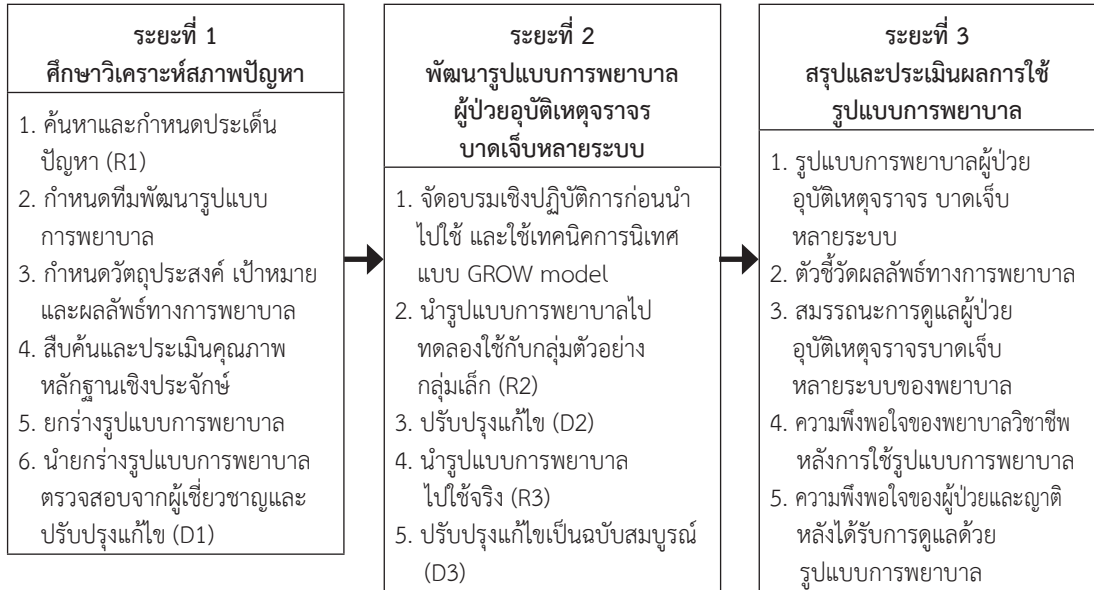 ระยะที่ 1
ศึกษาวิเคราะห์สภาพปัญหา
1. ค้นหาและกำหนดประเด็น
ปัญหา (R1)
2. กำหนดทีมพัฒนารูปแบบ
การพยาบาล
3. กำหนดวัตถุประสงค์ เป้าหมาย
และผลลัพธ์ทางการพยาบาล
4. สืบค้นและประเมินคุณภาพ
หลักฐานเชิงประจักษ์
5. ยกร่างรูปแบบการพยาบาล
6. นำยกร่างรูปแบบการพยาบาล
ตรวจสอบจากผู้เชี่ยวชาญและ
ปรับปรุงแก้ไข (D1)
ระยะที่ 2
พัฒนารูปแบบการพยาบาล
ผู้ป่วยอุบัติเหตุจราจร
บาดเจ็บหลายระบบ
1. จัดอบรมเชิงปฏิบัติการก่อนนำ
ไปใช้ และใช้เทคนิคการนิเทศ
แบบ GROW model
2. นำรูปแบบการพยาบาลไป
ทดลองใช้กับกลุ่มตัวอย่าง
กลุ่มเล็ก (R2)
3. ปรับปรุงแก้ไข (D2)
4. นำรูปแบบการพยาบาล
ไปใช้จริง (R3)
5. ปรับปรุงแก้ไขเป็นฉบับสมบูรณ์
(D3)
ระยะที่ 3
สรุปและประเมินผลการใช้
รูปแบบการพยาบาล
1. รูปแบบการพยาบาลผู้ป่วย
อุบัติเหตุจราจร บาดเจ็บ
หลายระบบ
2. ตัวชี้วัดผลลัพธ์ทางการพยาบาล
3. สมรรถนะการดูแลผู้ป่วย
อุบัติเหตุจราจรบาดเจ็บ
หลายระบบของพยาบาล
4. ความพึงพอใจของพยาบาลวิชาชีพ
หลังการใช้รูปแบบการพยาบาล
5. ความพึงพอใจของผู้ป่วยและญาติ
หลังได้รับการดูแลด้วย
รูปแบบการพยาบาล